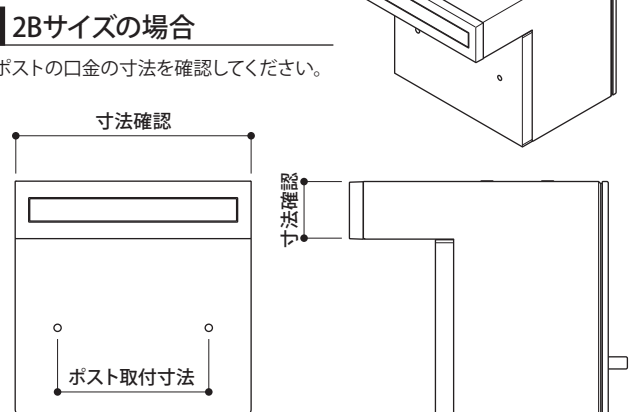 2Bサイズの場合
ポストの口金の寸法を確認してください。
寸法確認
寸法確認
ポスト取付寸法